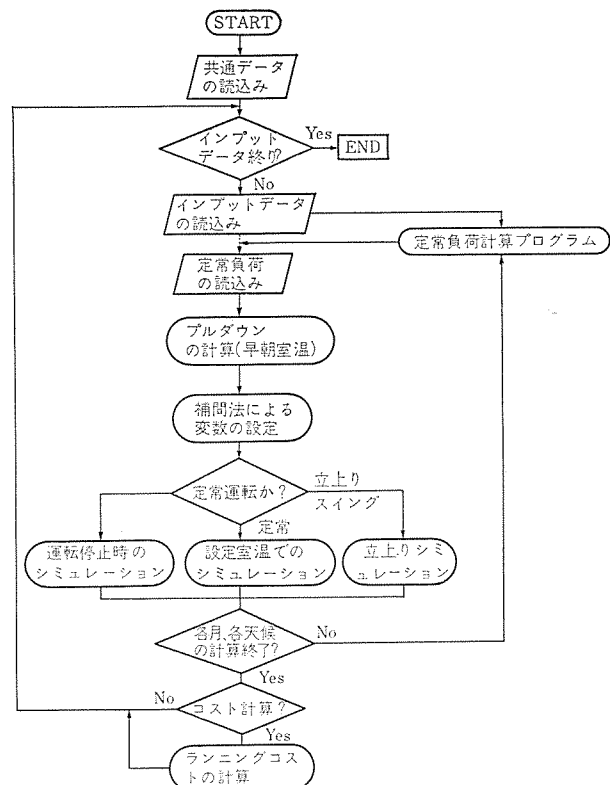 START
共通データ
の読込み
インプット
データ終り?
Yes
END
No
インプットデータ
の読込み
定常負荷計算プログラム
定常負荷
の読込み
プルダウン
の計算(早朝室温)
補間法による
変数の設定
定常運転か?
立上り
スイング
定常
運転停止時の
シミュレーション
設定室温での
シミュレーション
立上りシミ
ュレーション
各月、各天候
の計算終了?
No
Yes
No
コスト計算?
Yes
ランニングコス
トの計算